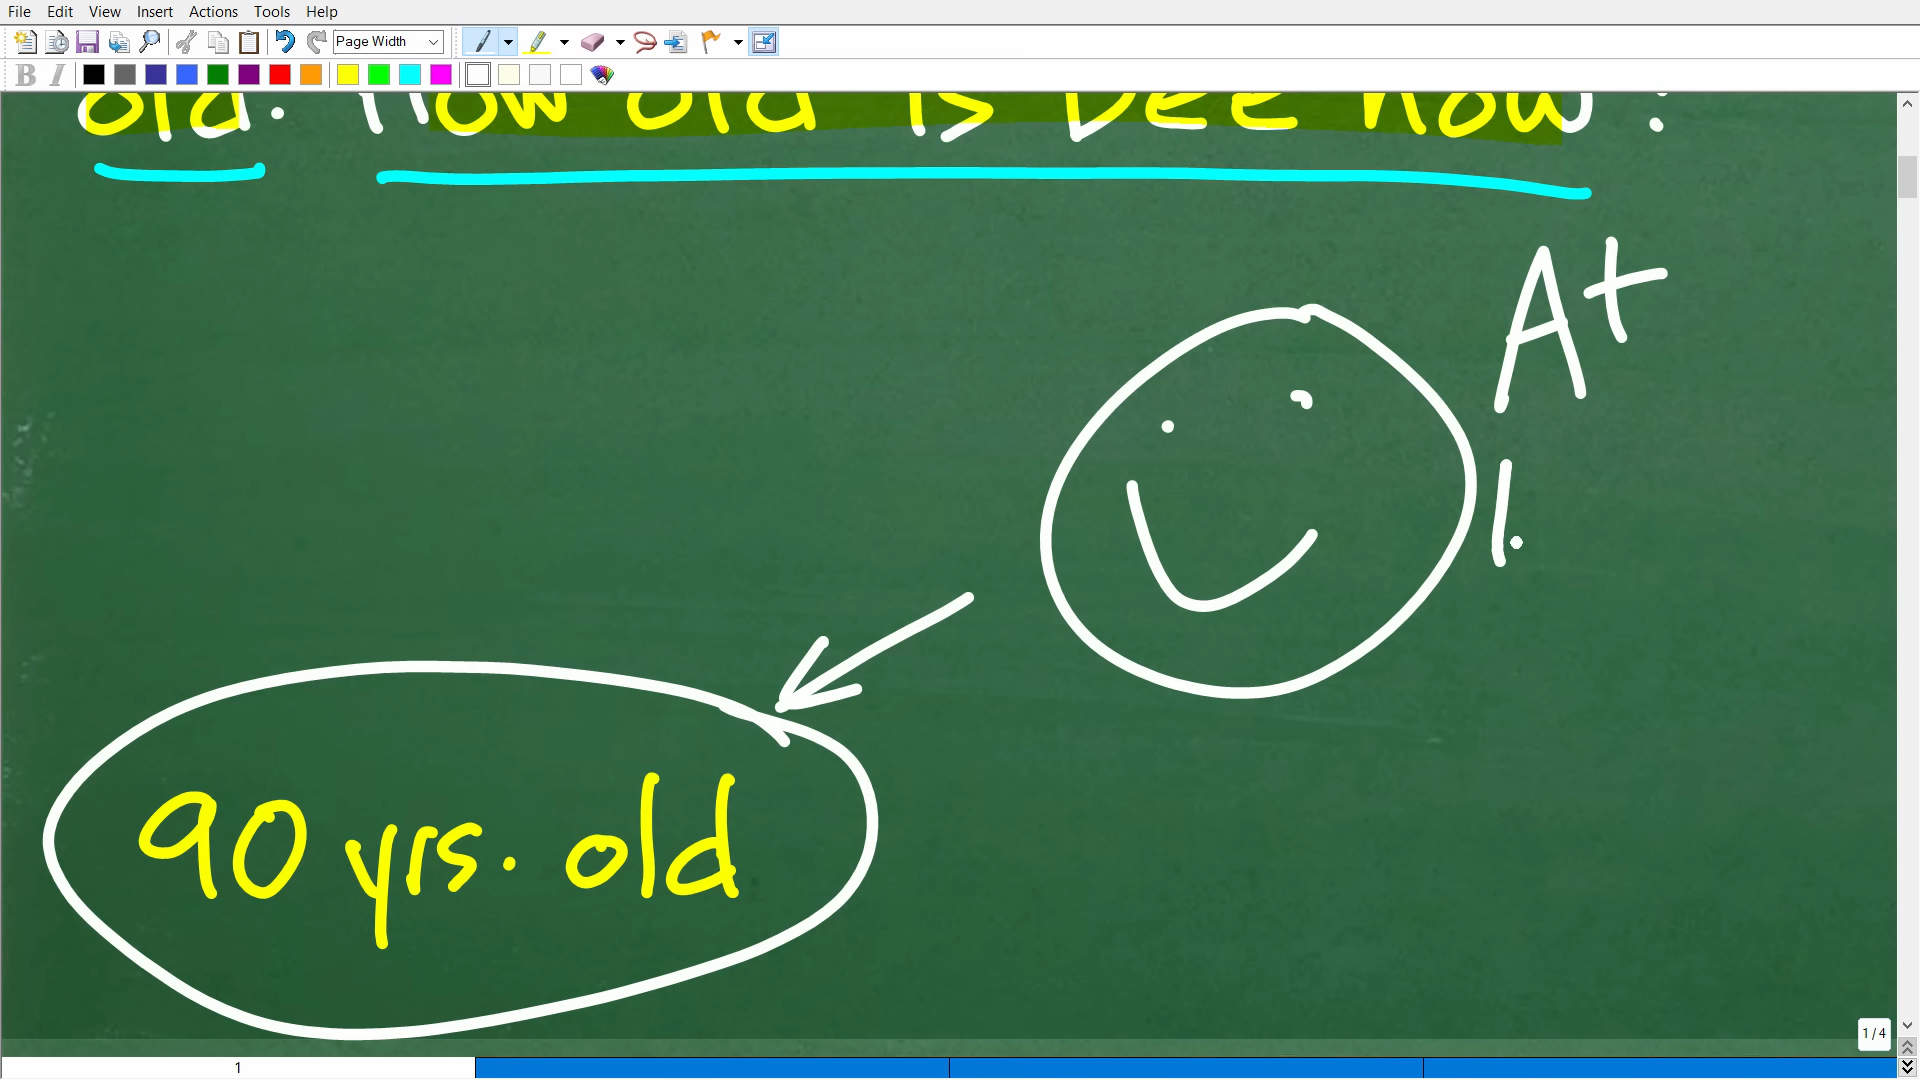 File Edit View Insert Actions Tools Help
Page Width
B I
old. How old is Dee now?
A+
1.
90 yrs. old
1 / 4
1